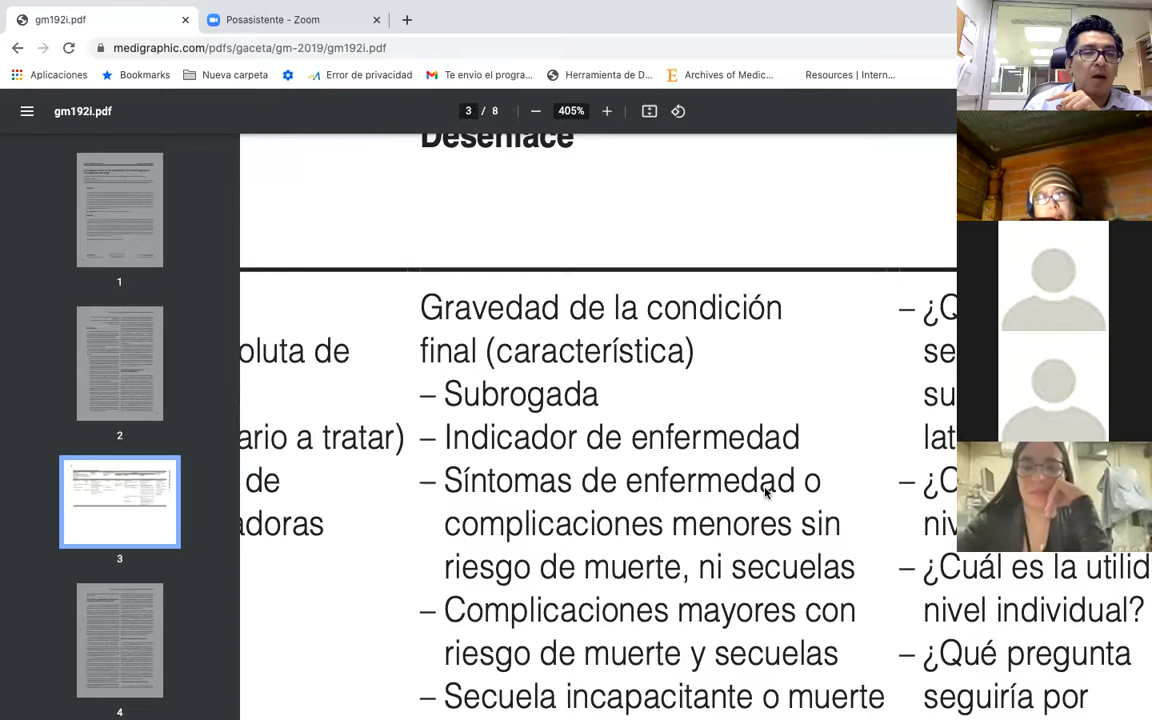 gm192i.pdf
Posasistente - Zoom
medigraphic.com/pdfs/gaceta/gm-2019/gm192i.pdf
Aplicaciones
Bookmarks
Nueva carpeta
Error de privacidad
Te envio el progra...
Herramienta de D...
Archives of Medic...
Resources | Intern...
gm192i.pdf
3 / 8
405%
1
2
3
4
Desenlace
oluta de
ario a tratar)
de
adoras
Gravedad de la condición
final (característica)
– Subrogada
– Indicador de enfermedad
– Síntomas de enfermedad o
complicaciones menores sin
riesgo de muerte, ni secuelas
– Complicaciones mayores con
riesgo de muerte y secuelas
– Secuela incapacitante o muerte
– ¿Q
se
su
lat
– ¿C
niv
– ¿Cuál es la utilid
nivel individual?
– ¿Qué pregunta
seguiría por